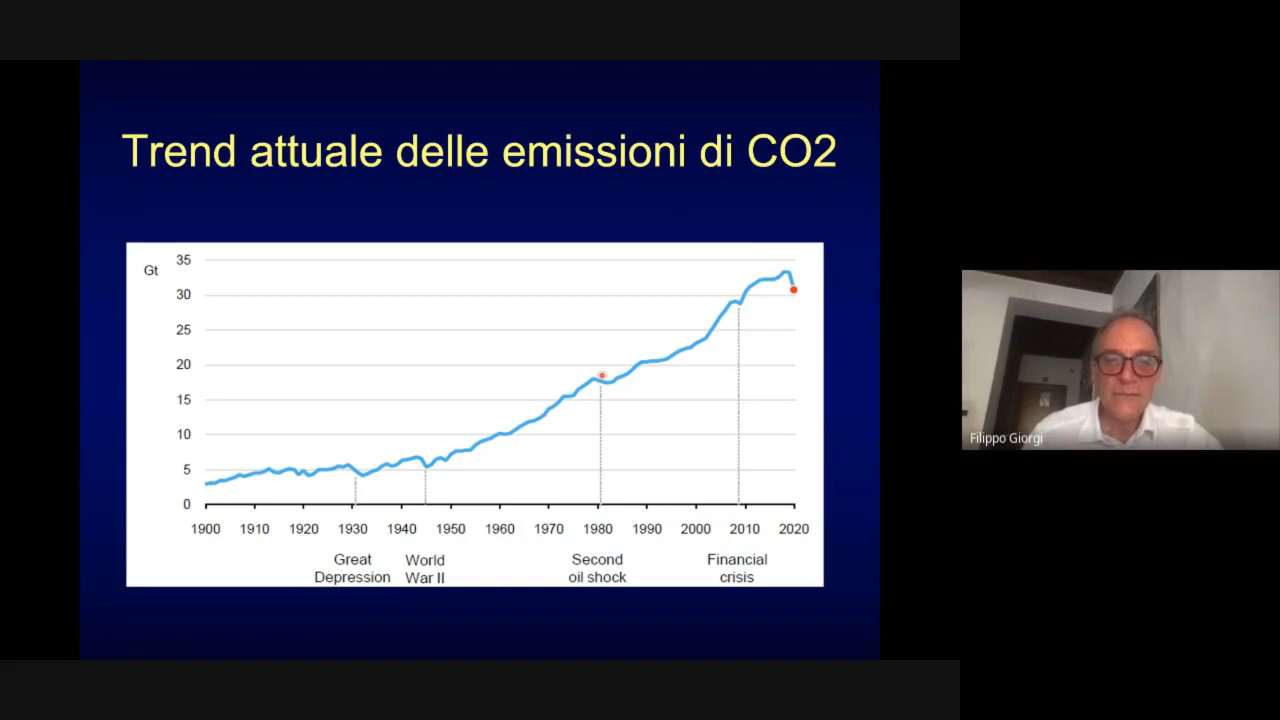 Trend attuale delle emissioni di CO2
Gt
35
30
25
20
15
10
5
0
1900 1910 1920 1930 1940 1950 1960 1970 1980 1990 2000 2010 2020
Great Depression
World War II
Second oil shock
Financial crisis
Filippo Giorgi